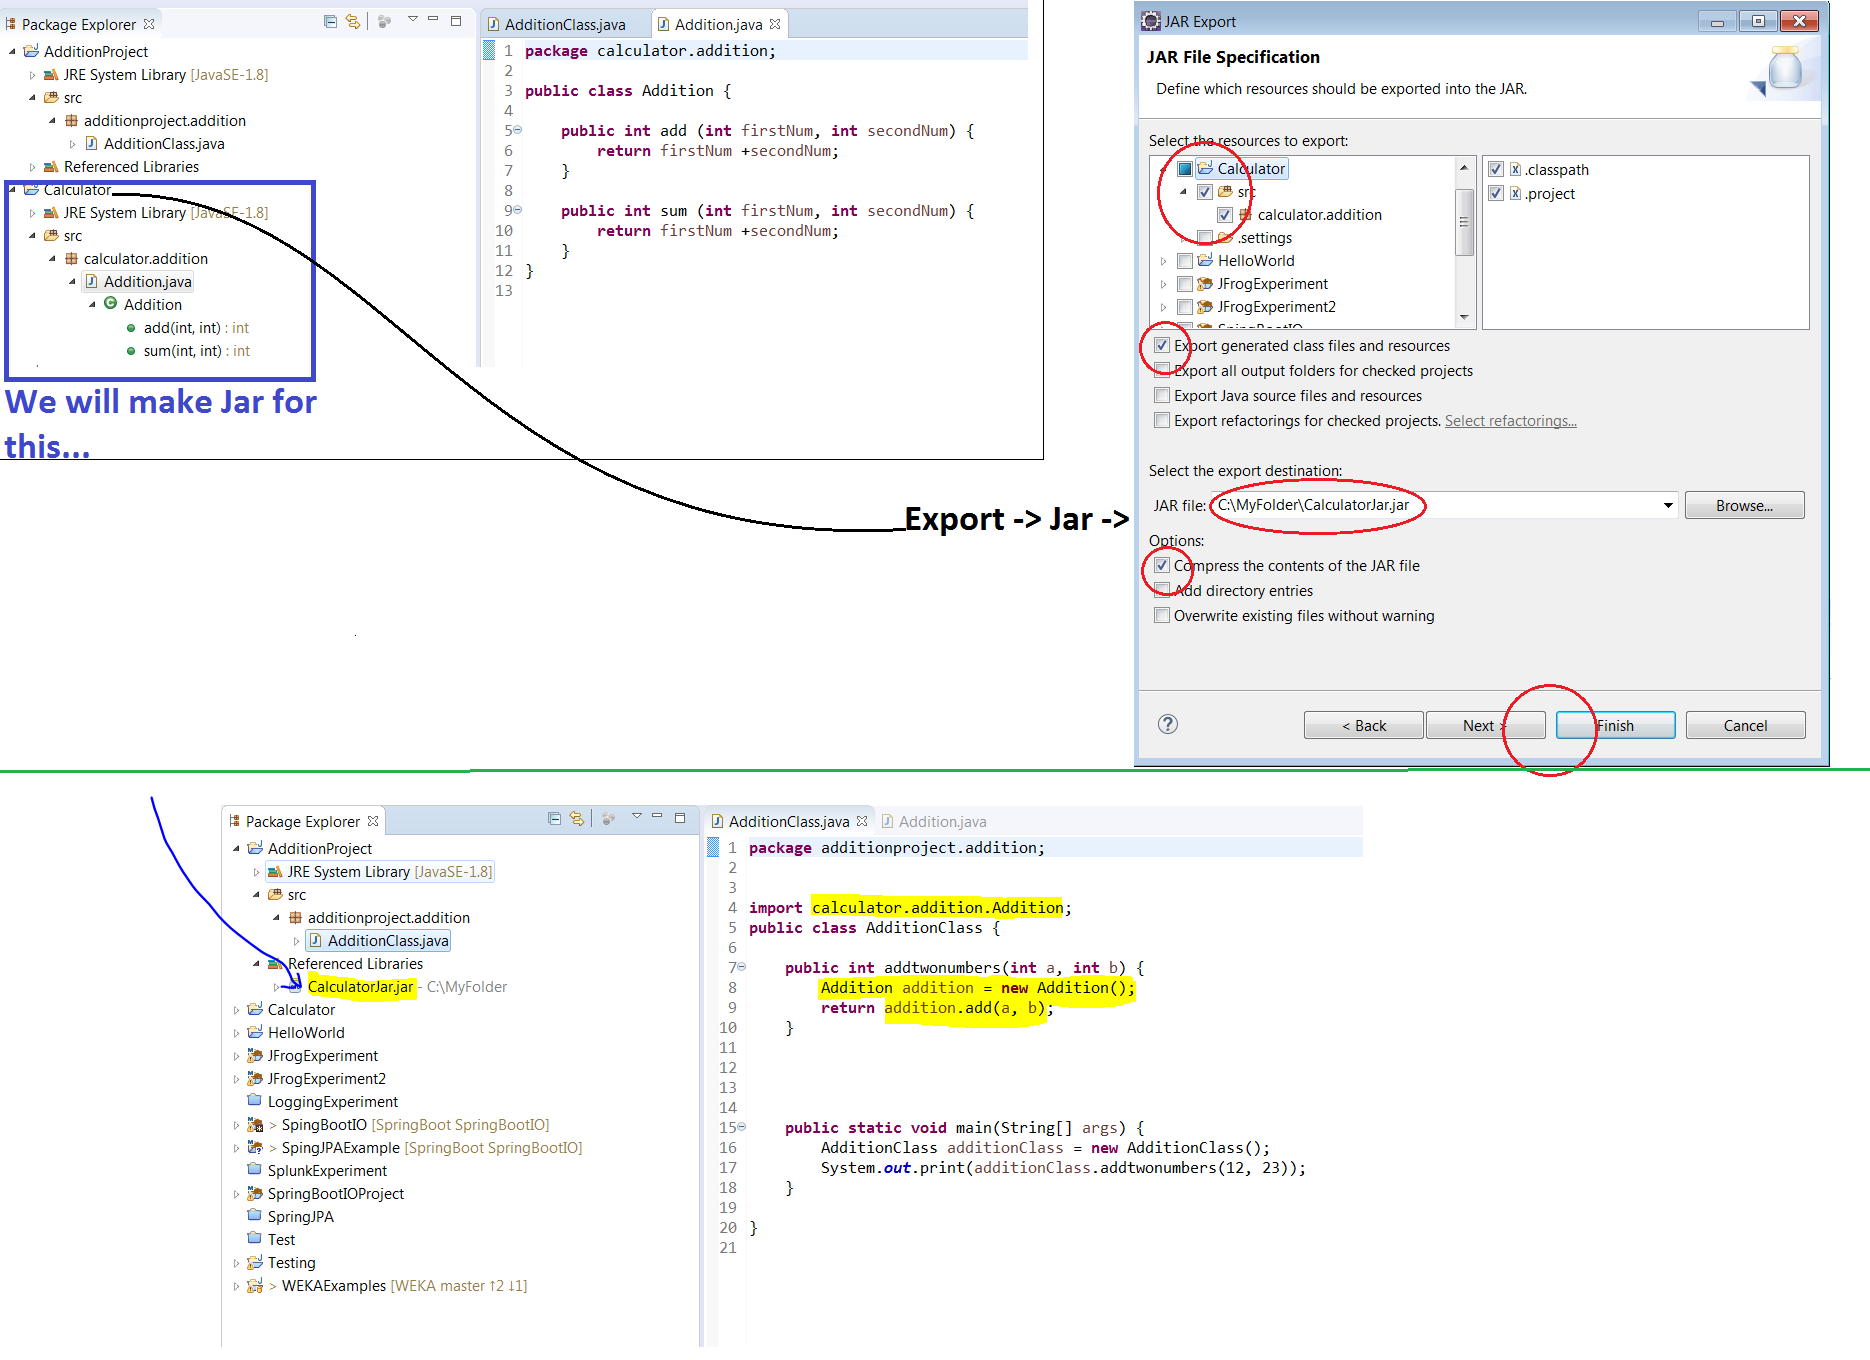 Package Explorer
AdditionProject
JRE System Library [JavaSE-1.8]
src
additionproject.addition
AdditionClass.java
Referenced Libraries
Calculator
JRE System Library [JavaSE-1.8]
src
calculator.addition
Addition.java
Addition
add(int, int) : int
sum(int, int) : int
We will make Jar for
this...
AdditionClass.java Addition.java
1 package calculator.addition;
2
3 public class Addition {
4
5 public int add (int firstNum, int secondNum) {
6 return firstNum +secondNum;
7 }
8
9 public int sum (int firstNum, int secondNum) {
10 return firstNum +secondNum;
11 }
12 }
13
Export -> Jar ->
JAR Export
JAR File Specification
Define which resources should be exported into the JAR.
Select the resources to export:
Calculator
src
calculator.addition
.settings
HelloWorld
JFrogExperiment
JFrogExperiment2
SpingBootIO
.classpath
.project
Export generated class files and resources
Export all output folders for checked projects
Export Java source files and resources
Export refactorings for checked projects. Select refactorings...
Select the export destination:
JAR file: C:\MyFolder\CalculatorJar.jar Browse...
Options:
Compress the contents of the JAR file
Add directory entries
Overwrite existing files without warning
? < Back Next > Finish Cancel
Package Explorer
AdditionProject
JRE System Library [JavaSE-1.8]
src
additionproject.addition
AdditionClass.java
Referenced Libraries
CalculatorJar.jar - C:\MyFolder
Calculator
HelloWorld
JFrogExperiment
JFrogExperiment2
LoggingExperiment
> SpingBootIO [SpringBoot SpringBootIO]
> SpingJPAExample [SpringBoot SpringBootIO]
SplunkExperiment
SpringBootIOProject
SpringJPA
Test
Testing
> WEKAExamples [WEKA master ↑2 ↓1]
AdditionClass.java Addition.java
1 package additionproject.addition;
2
3
4 import calculator.addition.Addition;
5 public class AdditionClass {
6
7 public int addtwonumbers(int a, int b) {
8 Addition addition = new Addition();
9 return addition.add(a, b);
10 }
11
12
13
14
15 public static void main(String[] args) {
16 AdditionClass additionClass = new AdditionClass();
17 System.out.print(additionClass.addtwonumbers(12, 23));
18 }
19
20 }
21